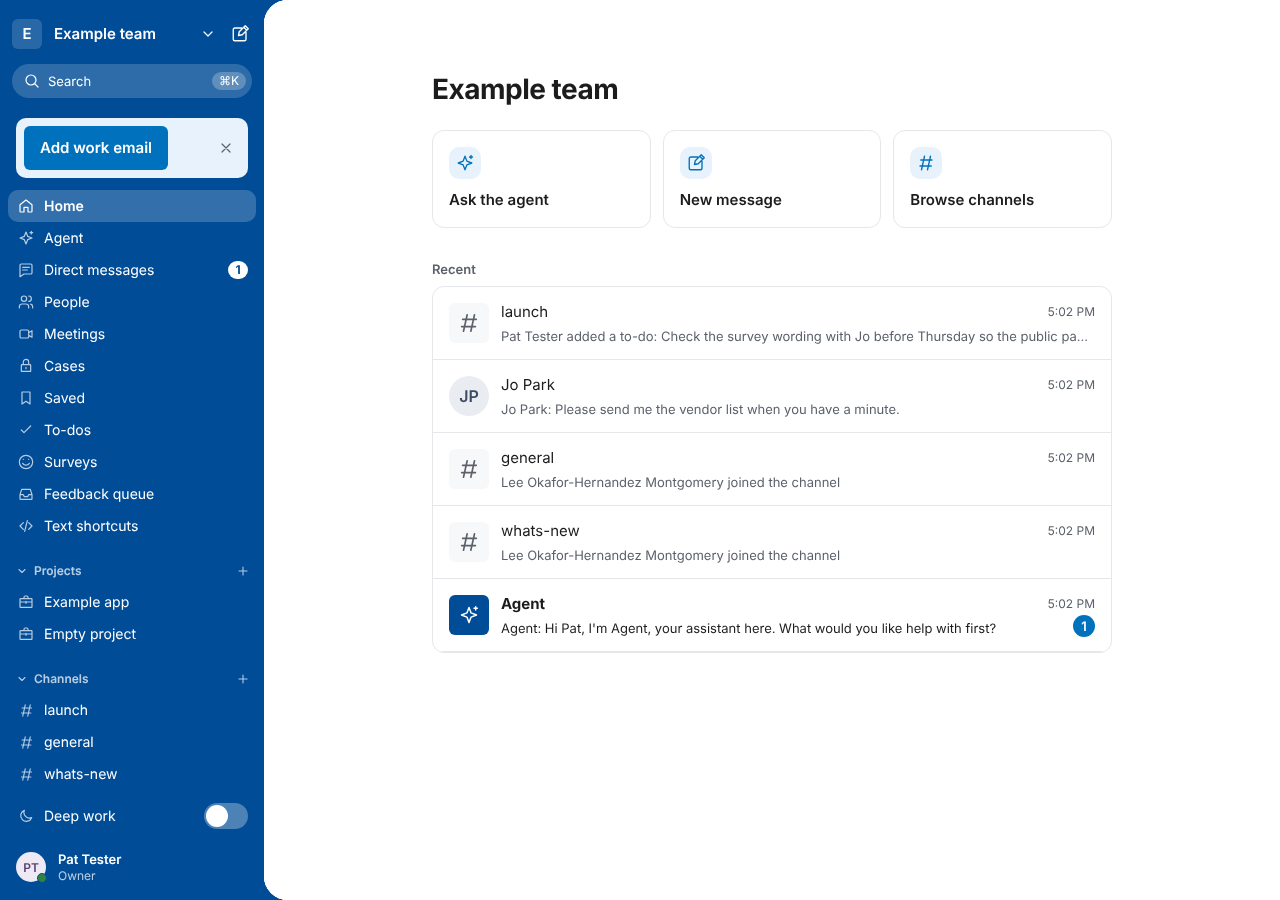 E Example team
Search ⌘K
Add work email
Home
Agent
Direct messages 1
People
Meetings
Cases
Saved
To-dos
Surveys
Feedback queue
Text shortcuts
Projects
Example app
Empty project
Channels
launch
general
whats-new
Deep work
PT Pat Tester
Owner
Example team
Ask the agent
New message
Browse channels
Recent
launch 5:02 PM
Pat Tester added a to-do: Check the survey wording with Jo before Thursday so the public pa...
JP Jo Park 5:02 PM
Jo Park: Please send me the vendor list when you have a minute.
general 5:02 PM
Lee Okafor-Hernandez Montgomery joined the channel
whats-new 5:02 PM
Lee Okafor-Hernandez Montgomery joined the channel
Agent 5:02 PM
Agent: Hi Pat, I'm Agent, your assistant here. What would you like help with first? 1